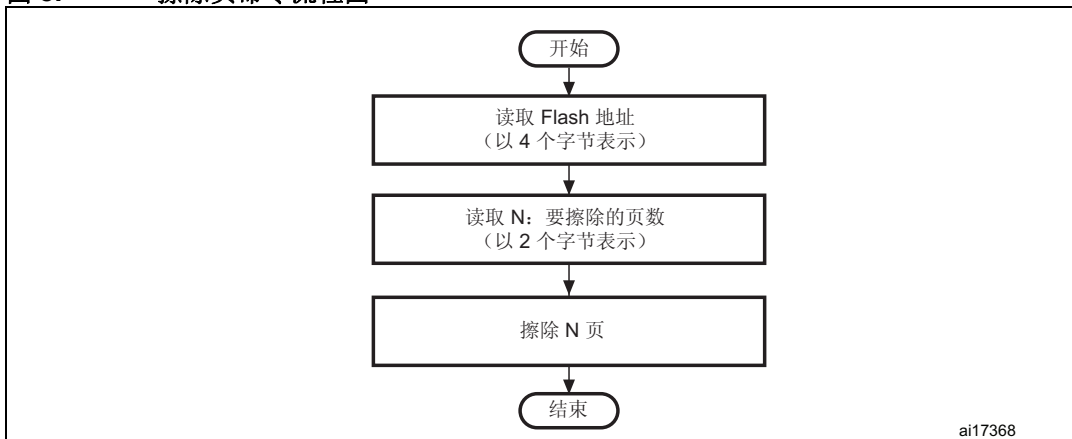 开始
读取 Flash 地址
（以 4 个字节表示）
读取 N：要擦除的页数
（以 2 个字节表示）
擦除 N 页
结束
ai17368